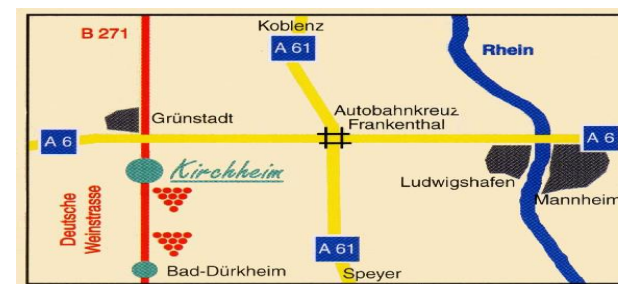 Koblenz
B 271
A 61
Rhein
Grünstadt
Autobahnkreuz
Frankenthal
A 6
A 6
Kirchheim
Ludwigshafen
Mannheim
Deutsche
Weinstrasse
A 61
Bad-Dürkheim
Speyer